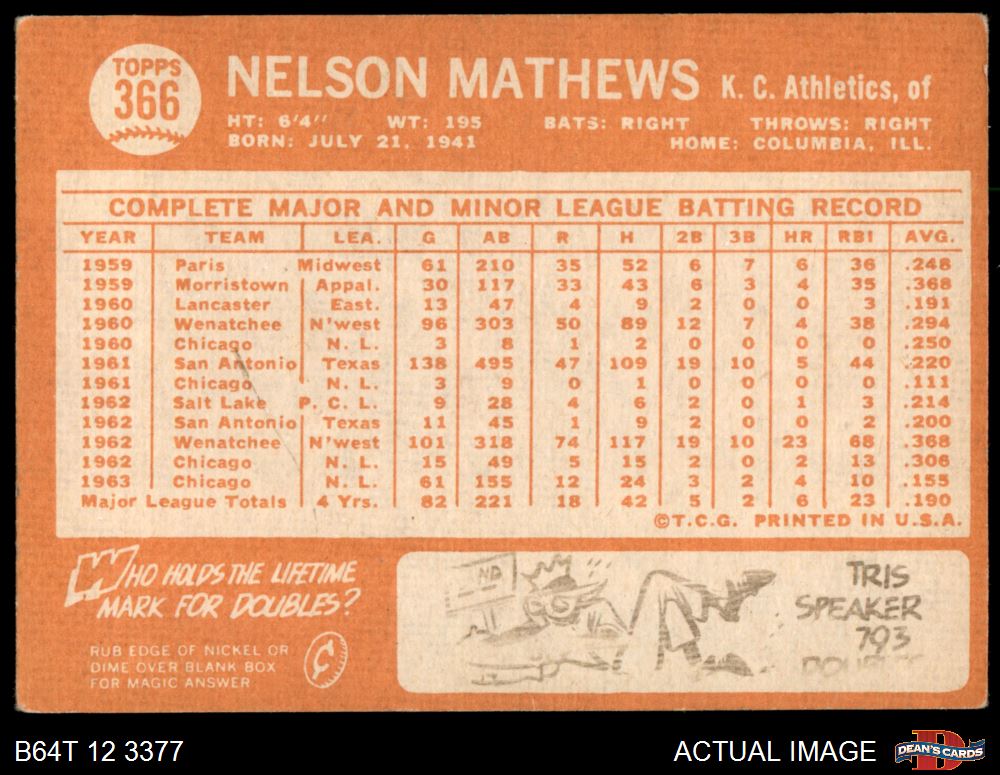 TOPPS
366
NELSON MATHEWS K. C. Athletics, of
HT: 6'4" WT: 195 BATS: RIGHT THROWS: RIGHT
BORN: JULY 21, 1941 HOME: COLUMBIA, ILL.
COMPLETE MAJOR AND MINOR LEAGUE BATTING RECORD
YEAR TEAM LEA. G AB R H 2B 3B HR RBI AVG.
1959 Paris Midwest 61 210 35 52 6 7 6 36 .248
1959 Morristown Appal. 30 117 33 43 6 3 4 35 .368
1960 Lancaster East. 13 47 4 9 2 0 0 3 .191
1960 Wenatchee N'west 96 303 50 89 12 7 4 38 .294
1960 Chicago N. L. 3 8 1 2 0 0 0 0 .250
1961 San Antonio Texas 138 495 47 109 19 10 5 44 .220
1961 Chicago N. L. 3 9 0 1 0 0 0 0 .111
1962 Salt Lake P. C. L. 9 28 4 6 2 0 1 3 .214
1962 San Antonio Texas 11 45 1 9 2 0 0 2 .200
1962 Wenatchee N'west 101 318 74 117 19 10 23 68 .368
1962 Chicago N. L. 15 49 5 15 2 0 2 13 .306
1963 Chicago N. L. 61 155 12 24 3 2 4 10 .155
Major League Totals 4 Yrs. 82 221 18 42 5 2 6 23 .190
©T.C.G. PRINTED IN U.S.A.
WHO HOLDS THE LIFETIME
MARK FOR DOUBLES?
RUB EDGE OF NICKEL OR
DIME OVER BLANK BOX
FOR MAGIC ANSWER
¢
TRIS
SPEAKER
793
B64T 12 3377
ACTUAL IMAGE
DEAN'S CARDS